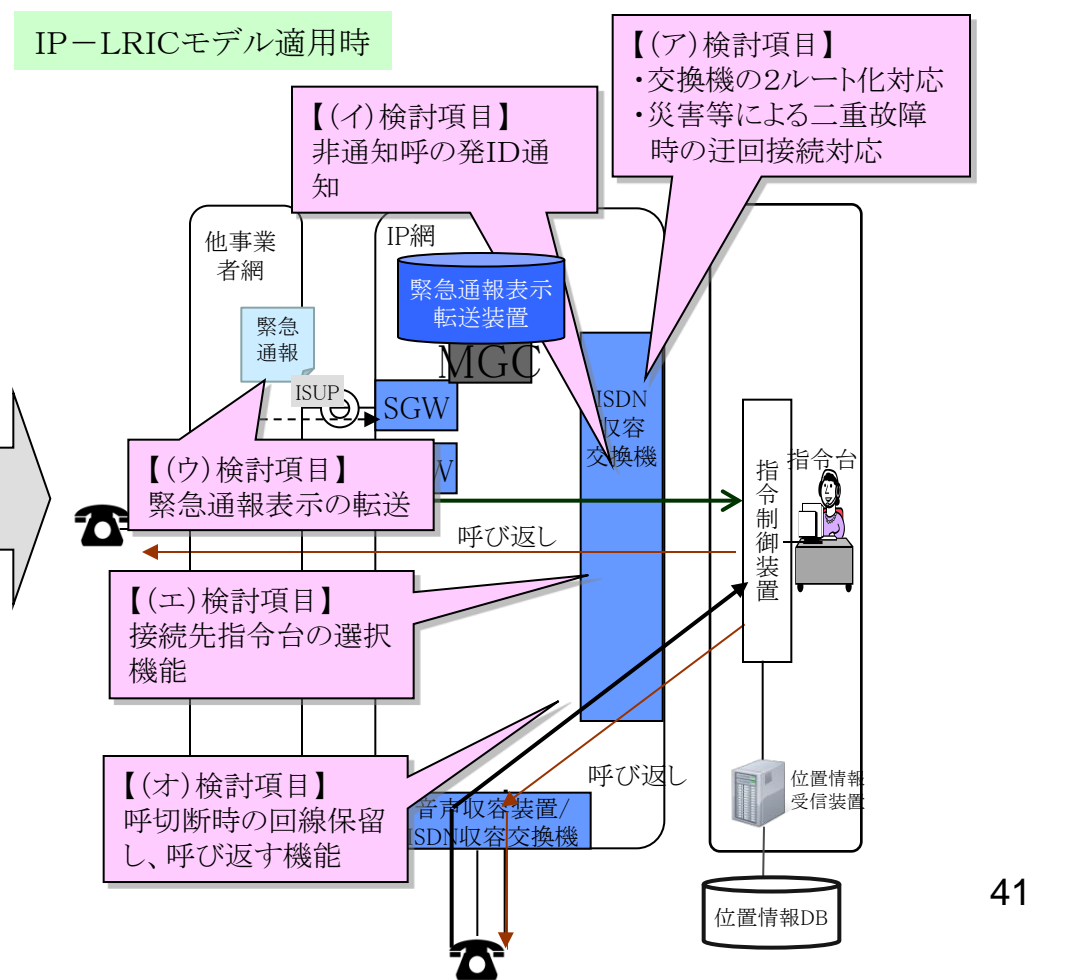 IP－LRICモデル適用時
【(ア)検討項目】
・交換機の2ルート化対応
・災害等による二重故障
時の迂回接続対応
【(イ)検討項目】
非通知呼の発ID通
知
他事業
者網
IP網
緊急通報表示
転送装置
MGC
緊急
通報
ISUP
SGW
ISDN
収容
交換機
【(ウ)検討項目】
緊急通報表示の転送
W
指令制御装置
指令台
呼び返し
【(エ)検討項目】
接続先指令台の選択
機能
呼び返し
【(オ)検討項目】
呼切断時の回線保留
し、呼び返す機能
音声収容装置/
ISDN収容交換機
位置情報
受信装置
位置情報DB
41